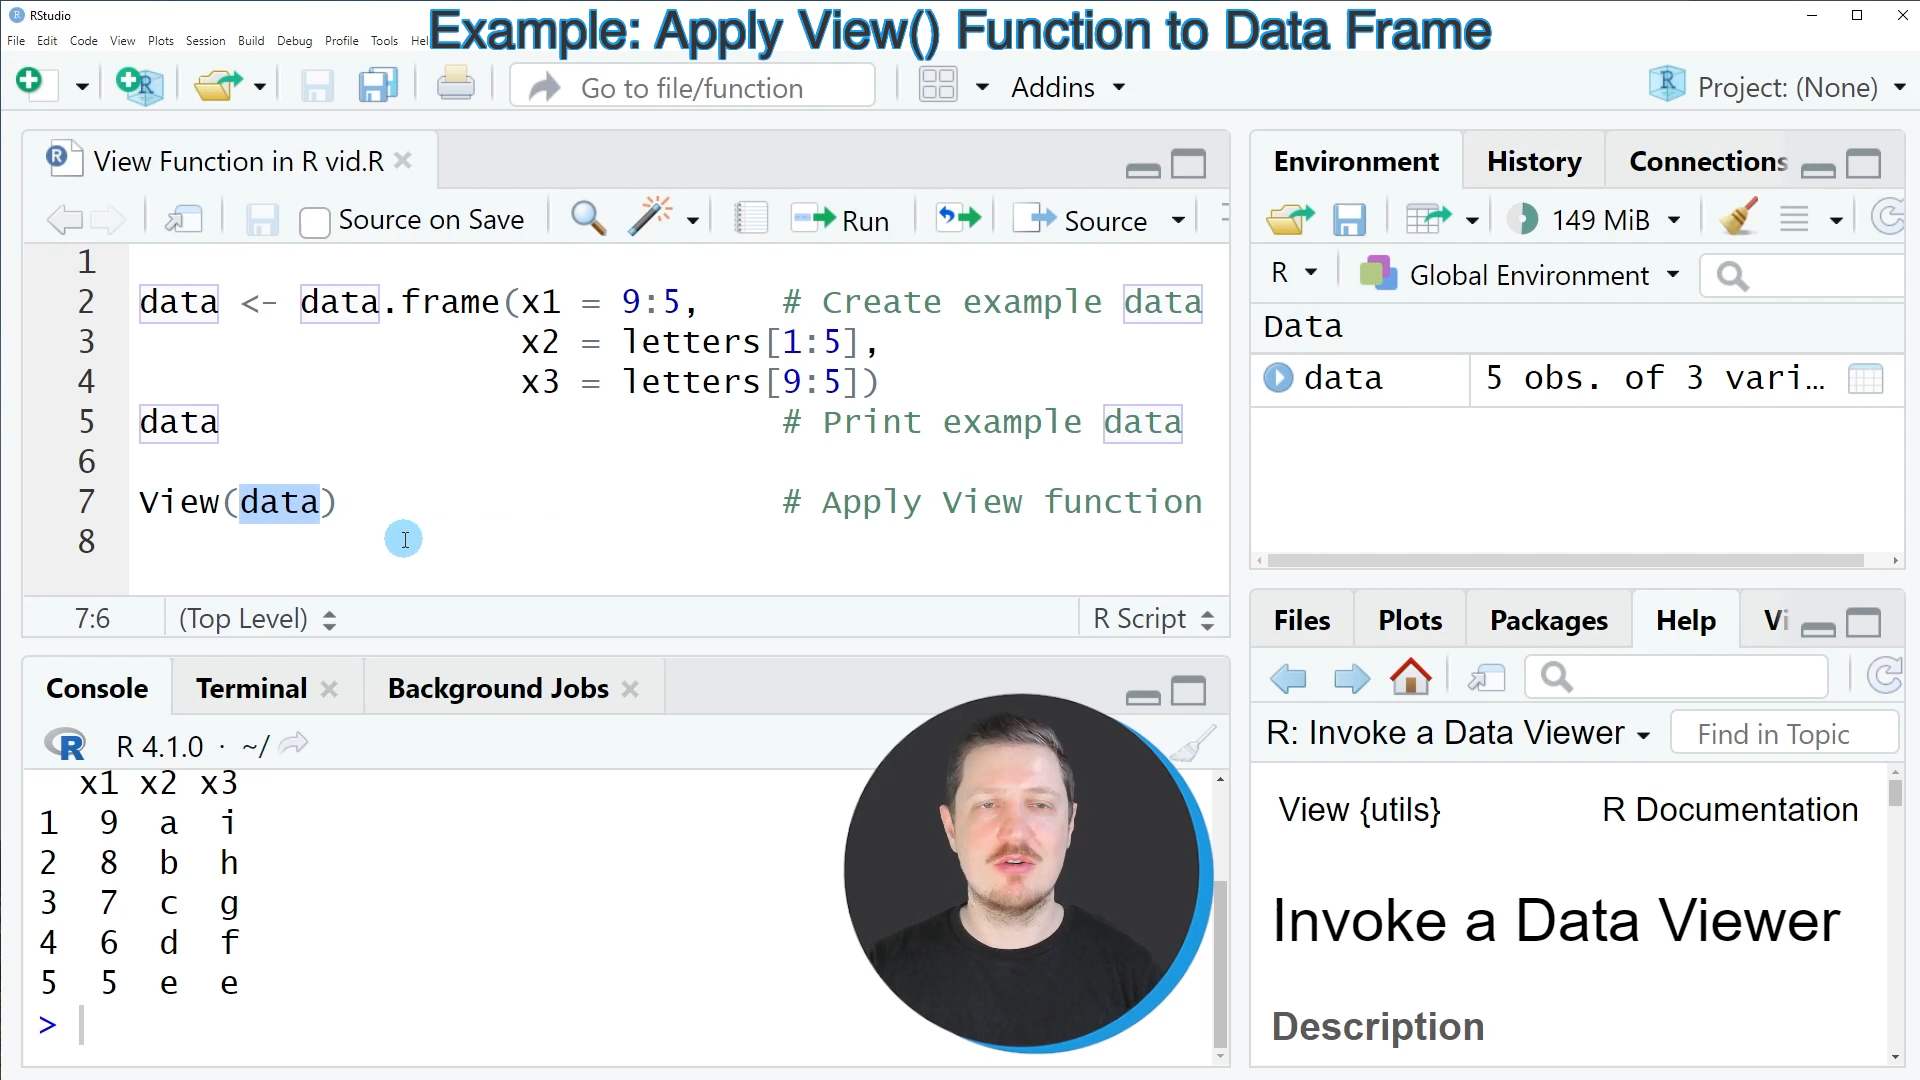 RStudio
Example: Apply View() Function to Data Frame
File Edit Code View Plots Session Build Debug Profile Tools Hel
Go to file/function
Addins
Project: (None)
View Function in R vid.R
Source on Save
Run
Source
1
2 data <- data.frame(x1 = 9:5, # Create example data
3 x2 = letters[1:5],
4 x3 = letters[9:5])
5 data # Print example data
6
7 View(data) # Apply View function
8
7:6 (Top Level) R Script
Console Terminal Background Jobs
R 4.1.0 · ~/
x1 x2 x3
1 9 a i
2 8 b h
3 7 c g
4 6 d f
5 5 e e
>
Environment History Connections
149 MiB
R Global Environment
Data
data 5 obs. of 3 vari…
Files Plots Packages Help Vi
R: Invoke a Data Viewer Find in Topic
View {utils} R Documentation
Invoke a Data Viewer
Description